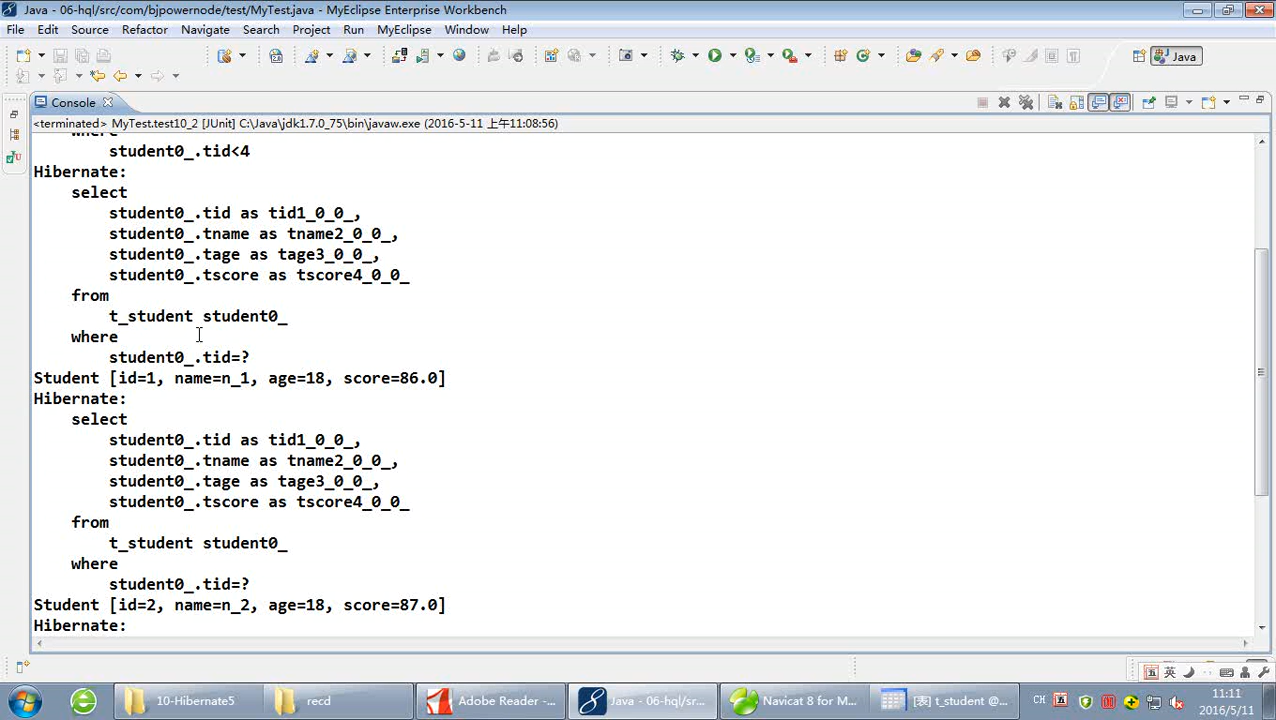 Java - 06-hql/src/com/bjpowernode/test/MyTest.java - MyEclipse Enterprise Workbench
File Edit Source Refactor Navigate Search Project Run MyEclipse Window Help
Java
Console
<terminated> MyTest.test10_2 [JUnit] C:\Java\jdk1.7.0_75\bin\javaw.exe (2016-5-11 上午11:08:56)
where
student0_.tid<4
Hibernate:
select
student0_.tid as tid1_0_0_,
student0_.tname as tname2_0_0_,
student0_.tage as tage3_0_0_,
student0_.tscore as tscore4_0_0_
from
t_student student0_
where
student0_.tid=?
Student [id=1, name=n_1, age=18, score=86.0]
Hibernate:
select
student0_.tid as tid1_0_0_,
student0_.tname as tname2_0_0_,
student0_.tage as tage3_0_0_,
student0_.tscore as tscore4_0_0_
from
t_student student0_
where
student0_.tid=?
Student [id=2, name=n_2, age=18, score=87.0]
Hibernate:
五 英
10-Hibernate5 recd Adobe Reader - ... Java - 06-hql/sr... Navicat 8 for M... [表] t_student @... CH 五 11:11
2016/5/11